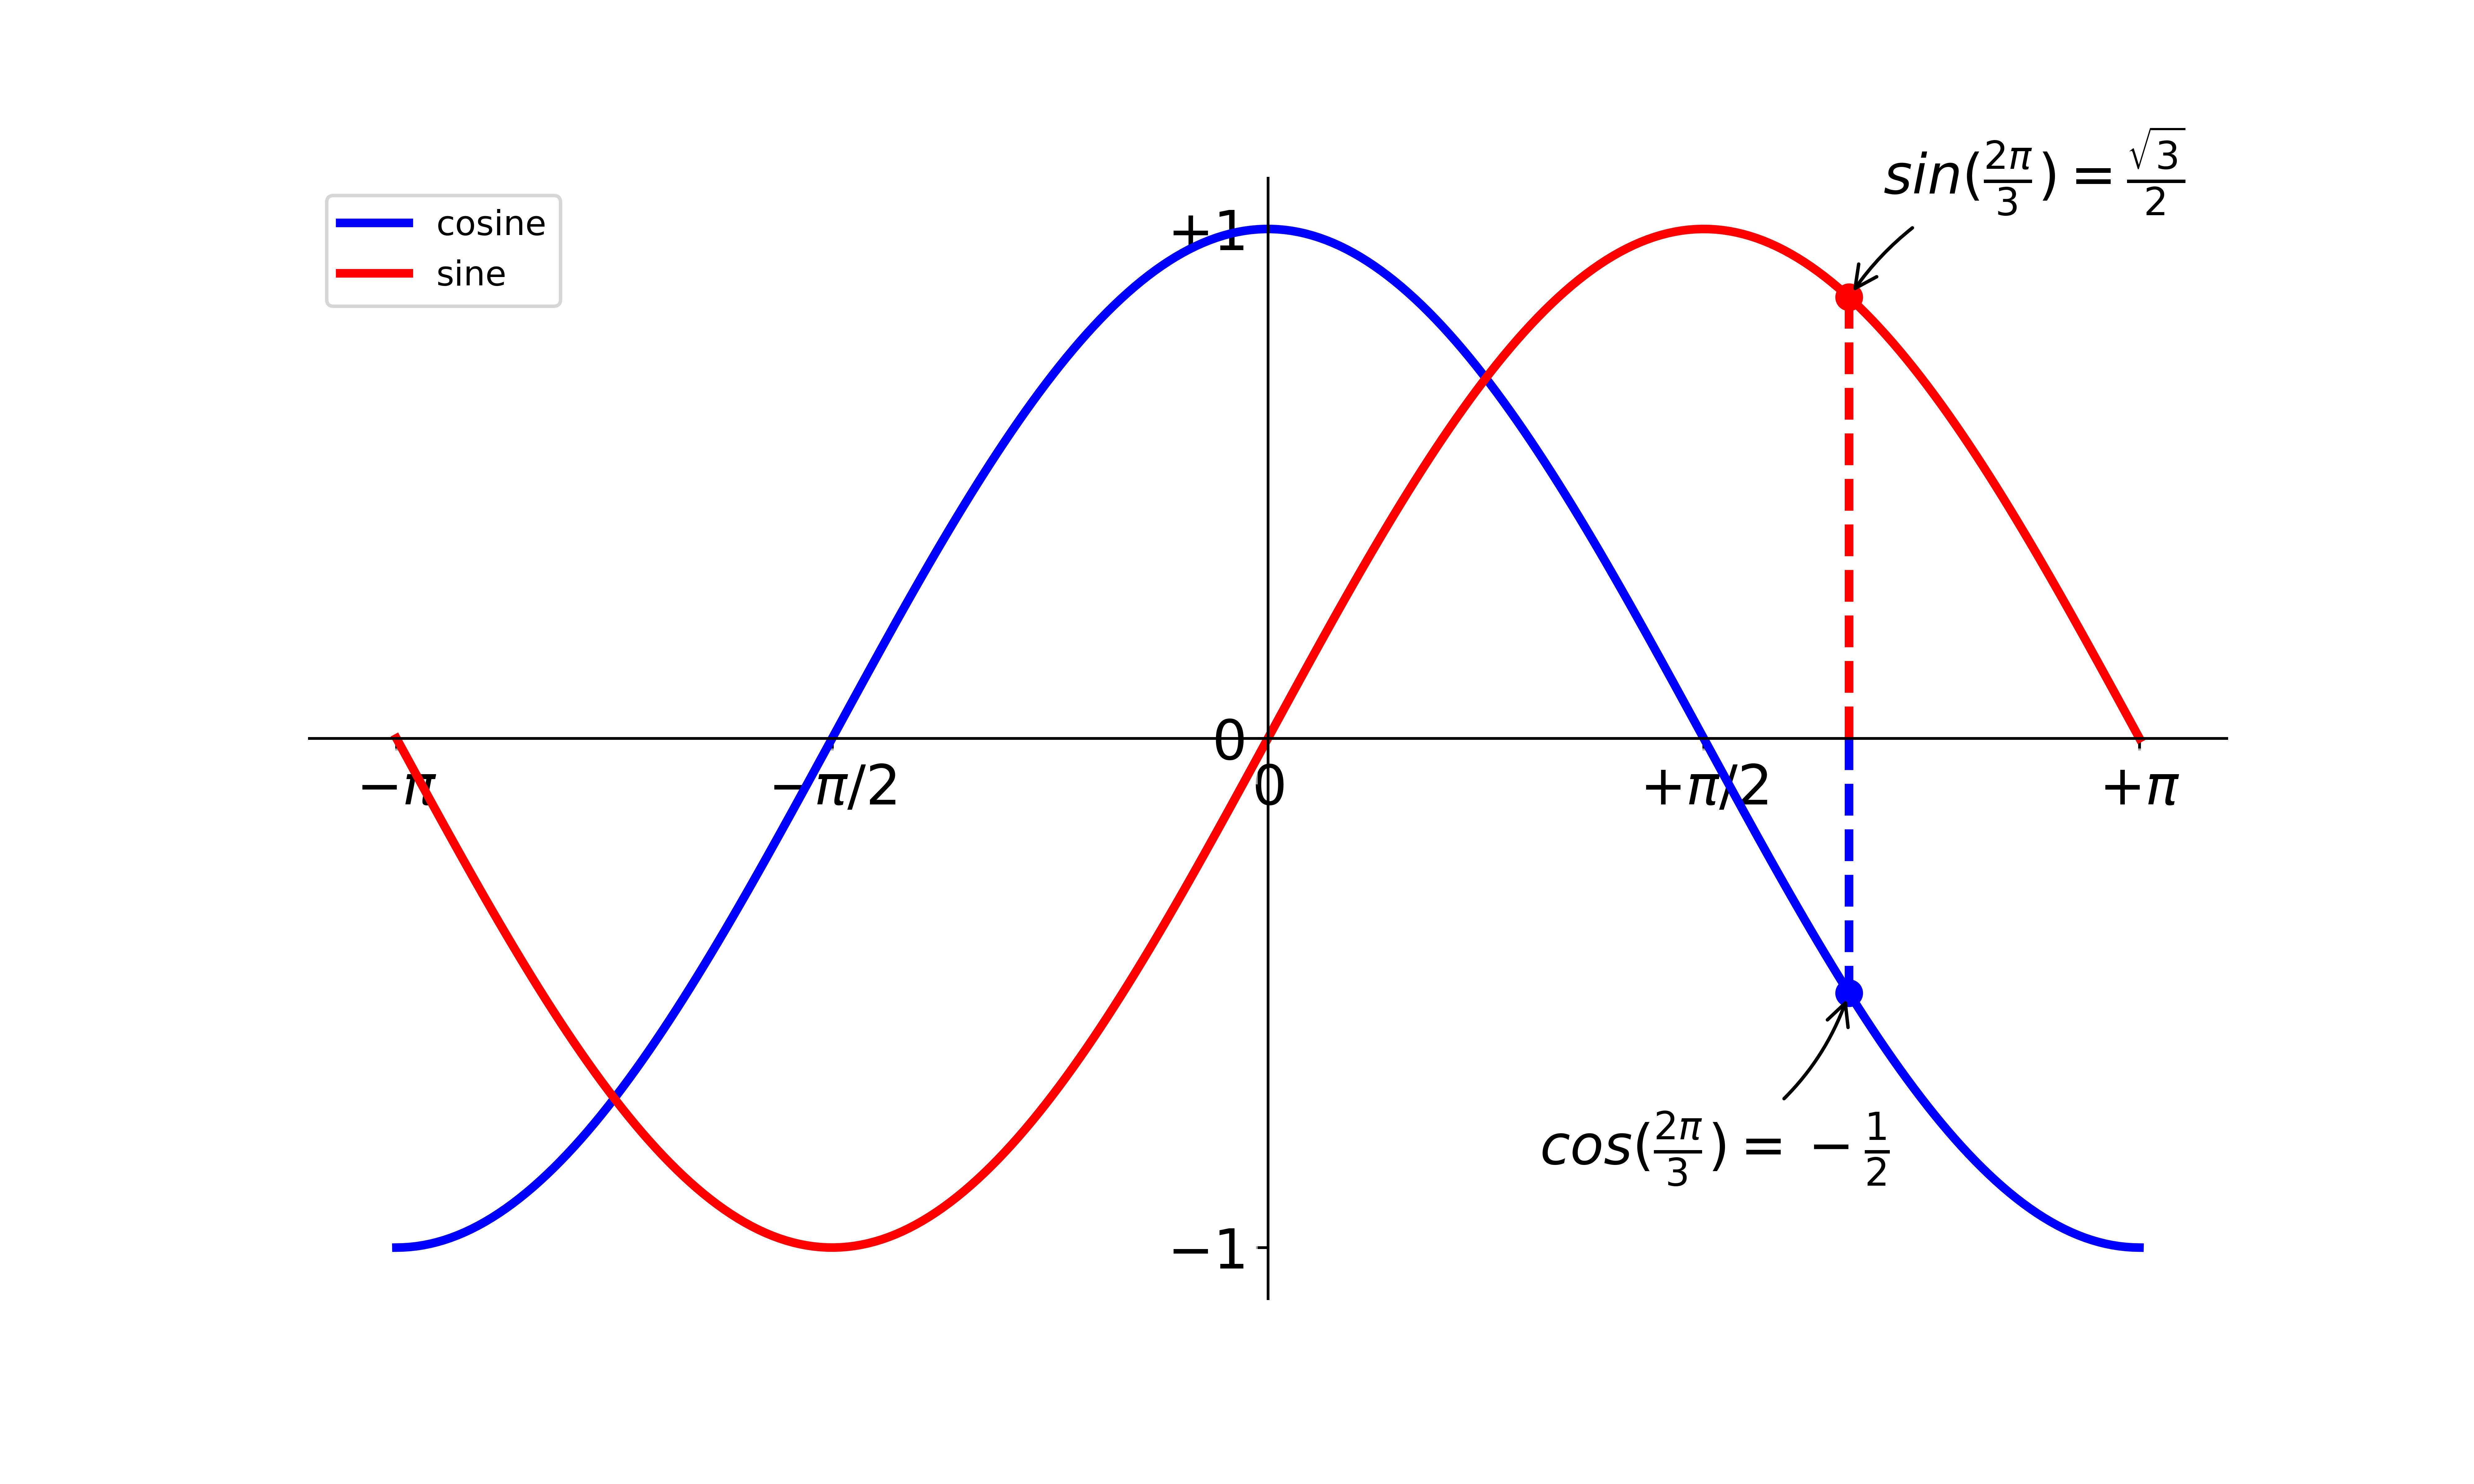 sin(2π/3) = √3/2
cosine
sine
+1
0
−π
−π/2
0
+π/2
+π
cos(2π/3) = −1/2
−1